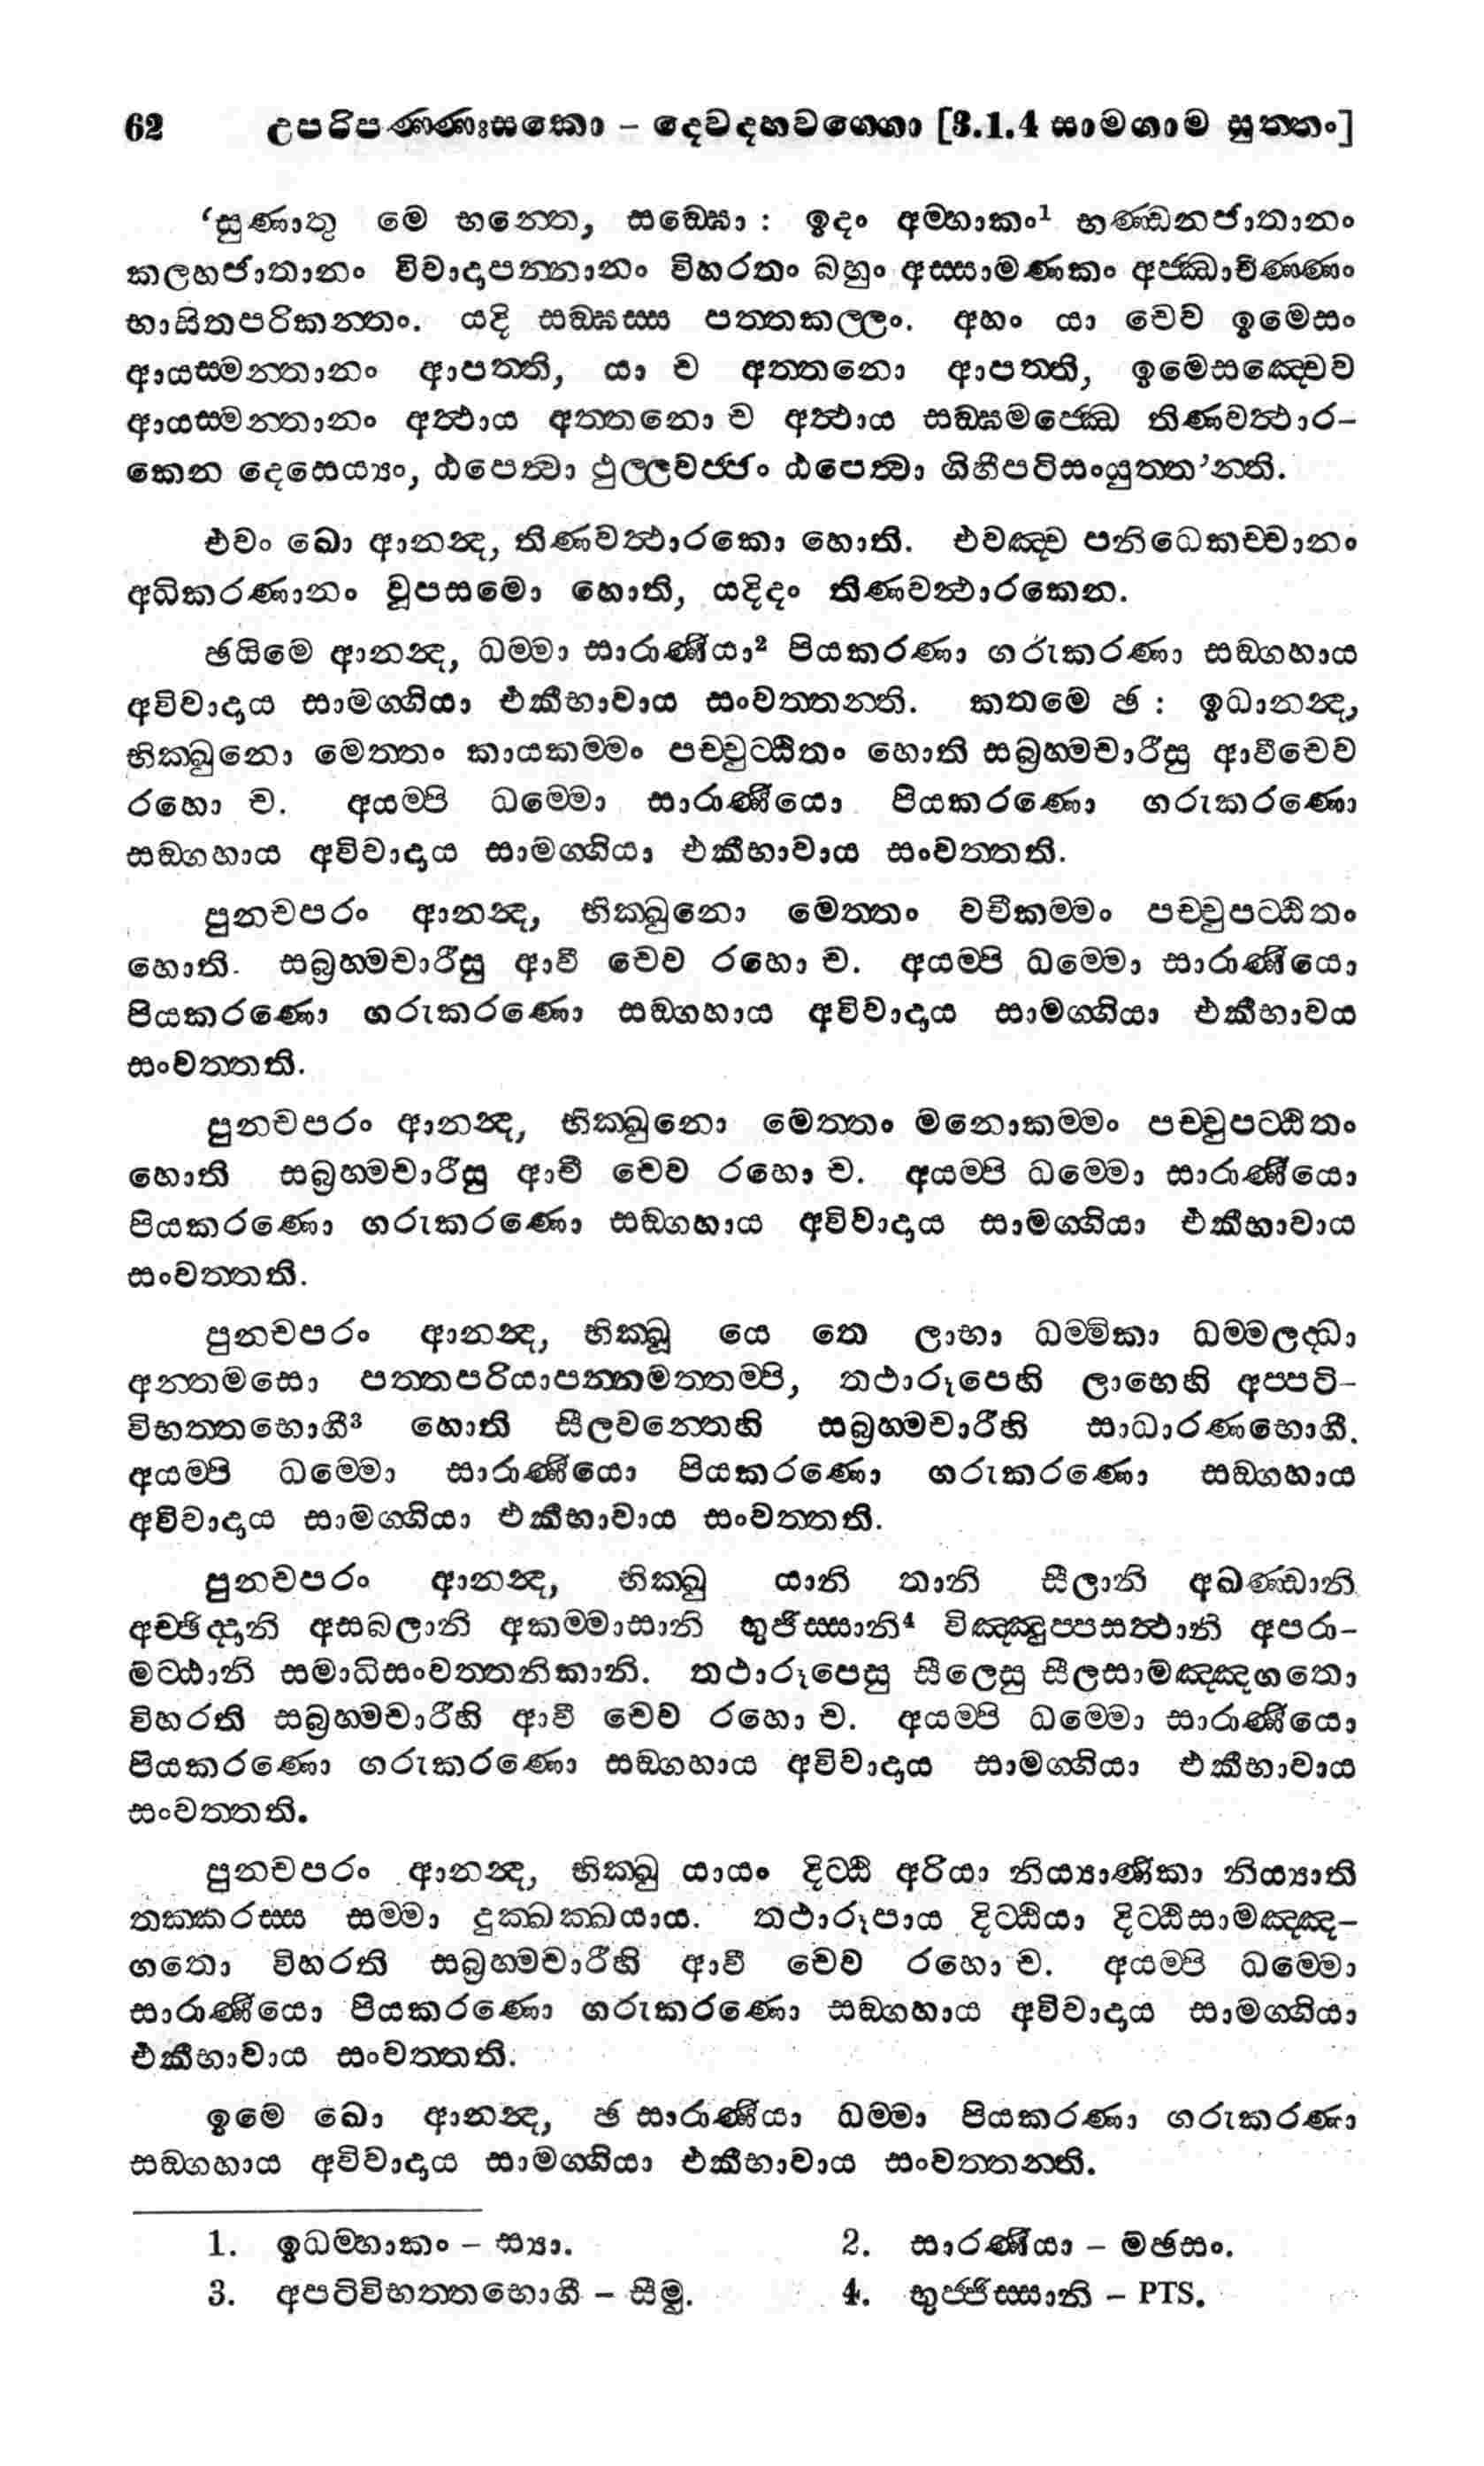 62 උපරිපණ්ණාසකො – දෙවදහවග්ගො [3.1.4 සාමගාම සුත්තං]
‘සුණාතු මෙ භන්තෙ, සඞ්ඝො : ඉදං අම්හාකං¹ භණ්ඩනජාතානං
කලහජාතානං විවාදාපන්නානං විහරතං බහුං අස්සාමණකං අජ්ඣාචිණ්ණං
භාසිතපරිකන්තං. යදි සඞ්ඝස්ස පත්තකල්ලං. අහං යා චෙව ඉමෙසං
ආයස්මන්තානං ආපත්ති, යා ච අත්තනො ආපත්ති, ඉමෙසඤ්චෙව
ආයස්මන්තානං අත්ථාය අත්තනො ච අත්ථාය සඞ්ඝමජ්ඣෙ තිණවත්ථාර-
කෙන දෙසෙය්‍යං, ඨපෙත්වා ථුල්ලවජ්ජං ඨපෙත්වා ගිහීපටිසංයුත්ත’න්ති.
එවං ඛො ආනන්ද, තිණවත්ථාරකො හොති. එවඤ්ච පනිධෙකච්චානං
අධිකරණානං වූපසමො හොති, යදිදං තිණවත්ථාරකෙන.
ඡයිමෙ ආනන්ද, ධම්මා සාරාණීයා² පියකරණා ගරුකරණා සඞ්ගහාය
අවිවාදාය සාමග්ගියා එකීභාවාය සංවත්තන්ති. කතමෙ ඡ : ඉධානන්ද,
භික්ඛුනො මෙත්තං කායකම්මං පච්චුට්ඨිතං හොති සබ්‍රහ්මචාරීසු ආවීචෙව
රහො ච. අයම්පි ධම්මො සාරාණීයො පියකරණො ගරුකරණො
සඞ්ගහාය අවිවාදාය සාමග්ගියා එකීභාවාය සංවත්තති.
පුනචපරං ආනන්ද, භික්ඛුනො මෙත්තං වචීකම්මං පච්චුපට්ඨිතං
හොති. සබ්‍රහ්මචාරීසු ආවී චෙව රහො ච. අයම්පි ධම්මො සාරාණීයො
පියකරණො ගරුකරණො සඞ්ගහාය අවිවාදාය සාමග්ගියා එකීභාවය
සංවත්තති.
පුනචපරං ආනන්ද, භික්ඛුනො මෙත්තං මනොකම්මං පච්චුපට්ඨිතං
හොති සබ්‍රහ්මචාරීසු ආවී චෙව රහො ච. අයම්පි ධම්මො සාරාණීයො
පියකරණො ගරුකරණො සඞ්ගහාය අවිවාදාය සාමග්ගියා එකීභාවාය
සංවත්තති.
පුනචපරං ආනන්ද, භික්ඛූ යෙ තෙ ලාභා ධම්මිකා ධම්මලද්ධා
අන්තමසො පත්තපරියාපන්නමත්තම්පි, තථාරූපෙහි ලාභෙහි අප්පටි-
විභත්තභොගී³ හොති සීලවන්තෙහි සබ්‍රහ්මචාරීහි සාධාරණභොගී.
අයම්පි ධම්මො සාරාණීයො පියකරණො ගරුකරණො සඞ්ගහාය
අවිවාදාය සාමග්ගියා එකීභාවාය සංවත්තති.
පුනචපරං ආනන්ද, භික්ඛු යානි තානි සීලානි අඛණ්ඩානි
අච්ඡිද්දානි අසබලානි අකම්මාසානි භුජිස්සානි⁴ විඤ්ඤුප්පසත්ථානි අපරා-
මට්ඨානි සමාධිසංවත්තනිකානි. තථාරූපෙසු සීලෙසු සීලසාමඤ්ඤගතො
විහරති සබ්‍රහ්මචාරීහි ආවී චෙව රහො ච. අයම්පි ධම්මො සාරාණීයො
පියකරණො ගරුකරණො සඞ්ගහාය අවිවාදාය සාමග්ගියා එකීභාවාය
සංවත්තති.
පුනචපරං ආනන්ද, භික්ඛු යායං දිට්ඨි අරියා නිය්‍යාණිකා නිය්‍යාති
තක්කරස්ස සම්මා දුක්ඛක්ඛයාය. තථාරූපාය දිට්ඨියා දිට්ඨිසාමඤ්ඤ-
ගතො විහරති සබ්‍රහ්මචාරීහි ආවී චෙව රහො ච. අයම්පි ධම්මො
සාරාණීයො පියකරණො ගරුකරණො සඞ්ගහාය අවිවාදාය සාමග්ගියා
එකීභාවාය සංවත්තති.
ඉමෙ ඛො ආනන්ද, ඡ සාරාණීයා ධම්මා පියකරණා ගරුකරණා
සඞ්ගහාය අවිවාදාය සාමග්ගියා එකීභාවාය සංවත්තන්ති.
1. ඉධම්හාකං – ස්‍යා. 2. සාරණීයා – මඡසං.
3. අපටිවිභත්තභොගී – සීමු. 4. භුජ්ජිස්සානි – PTS.